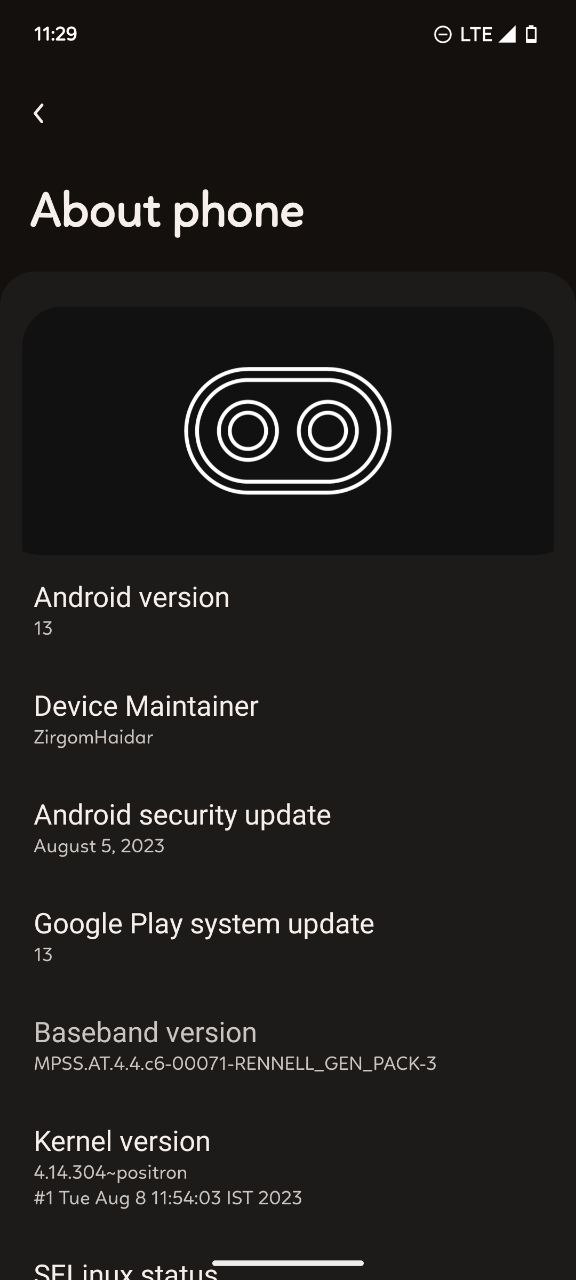 11:29
LTE
About phone
Android version
13
Device Maintainer
ZirgomHaidar
Android security update
August 5, 2023
Google Play system update
13
Baseband version
MPSS.AT.4.4.c6-00071-RENNELL_GEN_PACK-3
Kernel version
4.14.304~positron
#1 Tue Aug 8 11:54:03 IST 2023
SELinux status